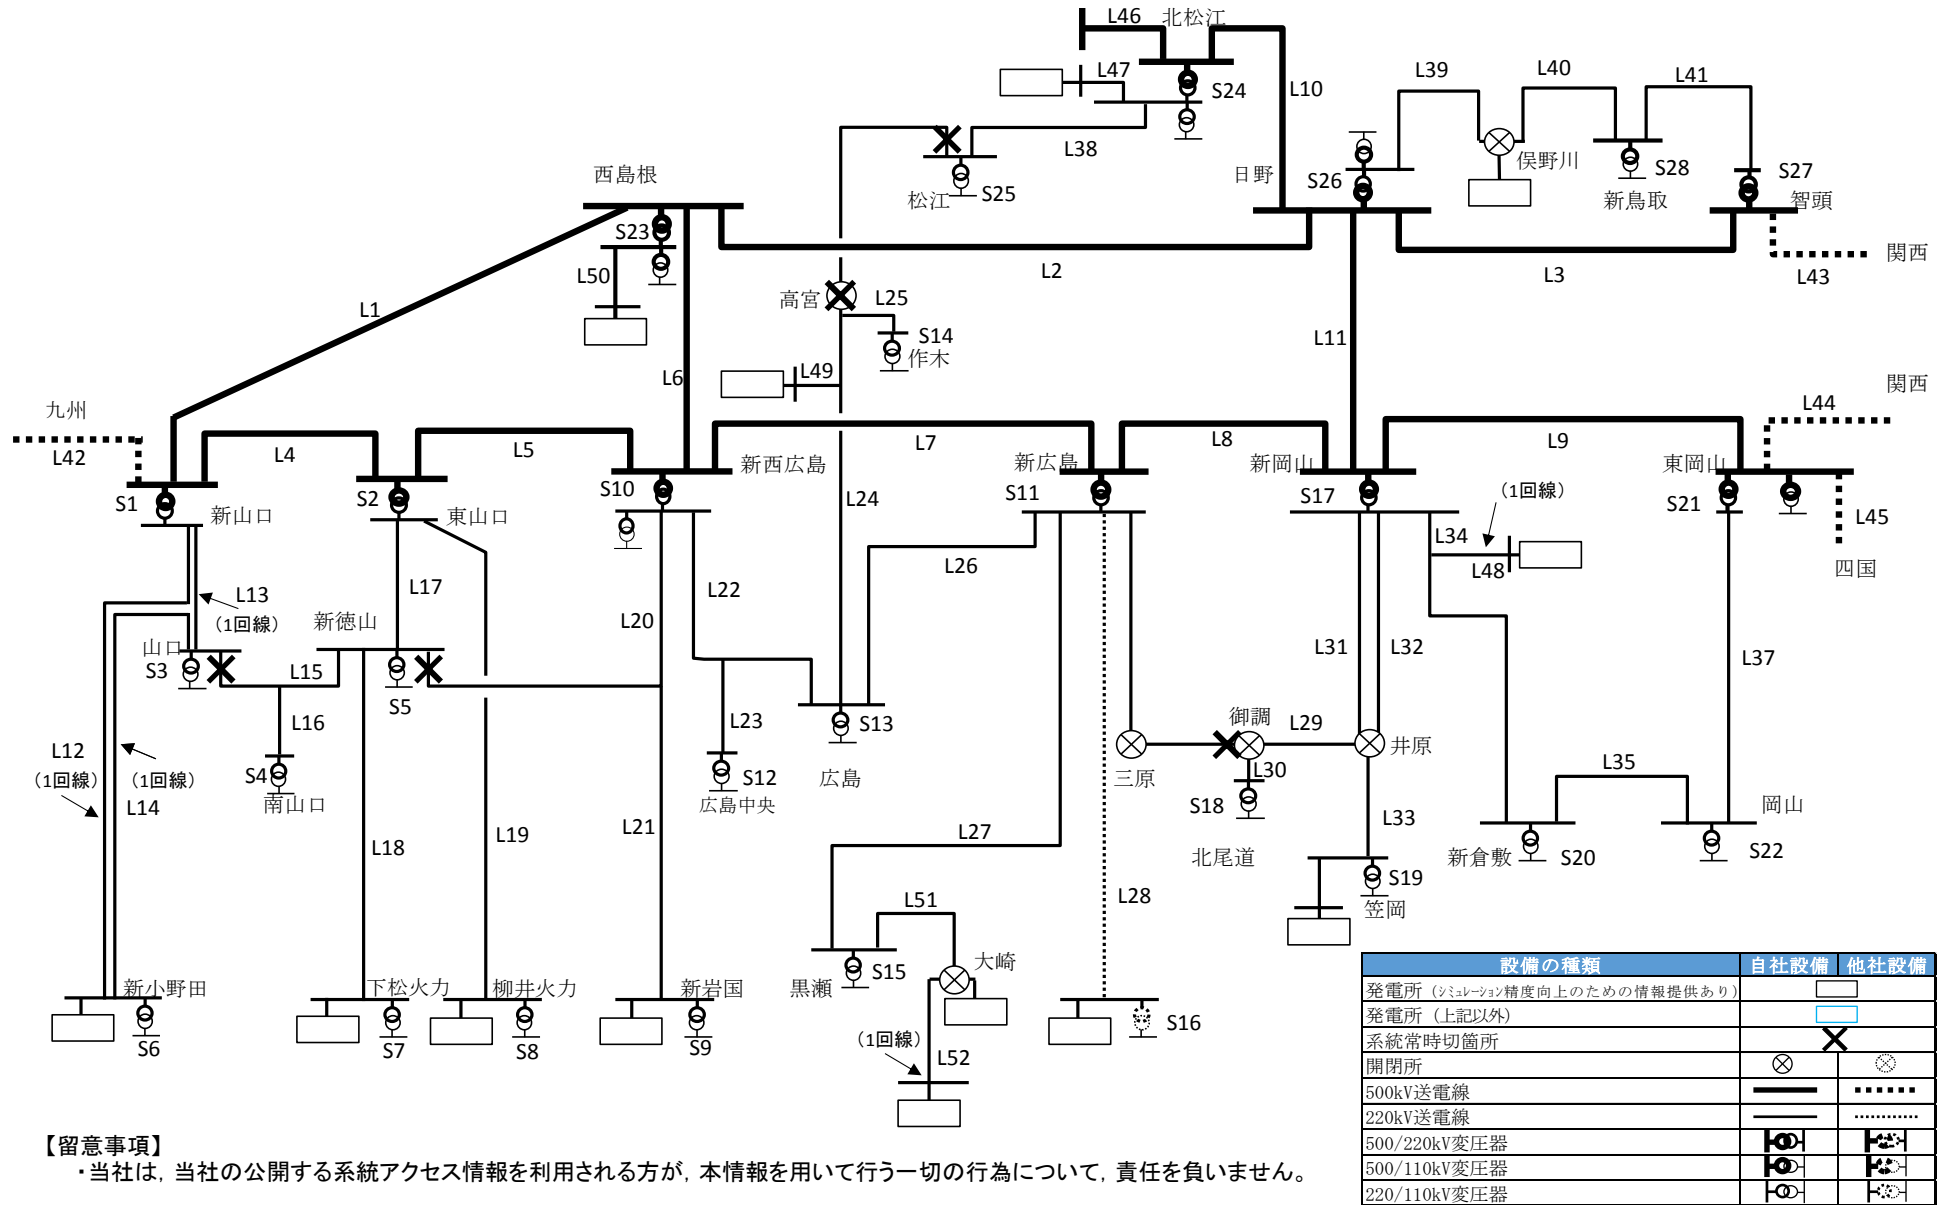 L46
北松江
L47
S24
L10
L39
L40
L41
L38
俣野川
S28
S27
西島根
日野
S26
松江
S25
新鳥取
智頭
S23
L50
L2
L3
L43
関西
高宮
L25
L1
S14
作木
L11
L6
L49
関西
九州
L44
L42
L4
L5
L7
L8
L9
新西広島
新広島
新岡山
東岡山
S1
S2
S10
S11
S17
(1回線)
S21
新山口
東山口
L24
L34
L45
L48
四国
L26
L13
L17
L22
(1回線)
新徳山
L20
L31
L32
山口
S3
L15
L37
S5
L16
L23
S13
御調
L29
井原
L12
(1回線)
(1回線)
L14
S4
南山口
S12
広島中央
広島
三原
L30
S18
L35
岡山
L18
L19
L21
L27
L33
北尾道
新倉敷
S20
S22
S19
笠岡
L51
L28
黒瀬
S15
大崎
新小野田
下松火力
柳井火力
新岩国
S6
S7
S8
S9
(1回線)
L52
S16
設備の種類 自社設備 他社設備
発電所(シミュレーション精度向上のための情報提供あり)
発電所(上記以外)
系統常時切箇所
開閉所
500kV送電線
220kV送電線
500/220kV変圧器
500/110kV変圧器
220/110kV変圧器
【留意事項】
・当社は，当社の公開する系統アクセス情報を利用される方が，本情報を用いて行う一切の行為について，責任を負いません。